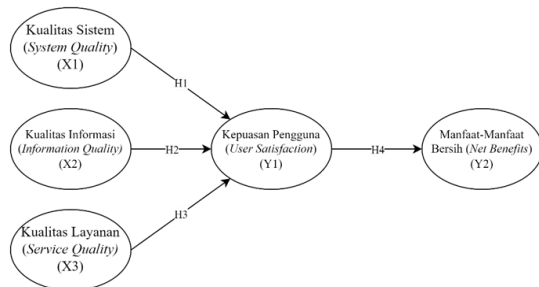 Kualitas Sistem
(System Quality)
(X1)
H1
Kualitas Informasi
(Information Quality)
(X2)
H2
Kepuasan Pengguna
(User Satisfaction)
(Y1)
H4
Manfaat-Manfaat
Bersih (Net Benefits)
(Y2)
H3
Kualitas Layanan
(Service Quality)
(X3)